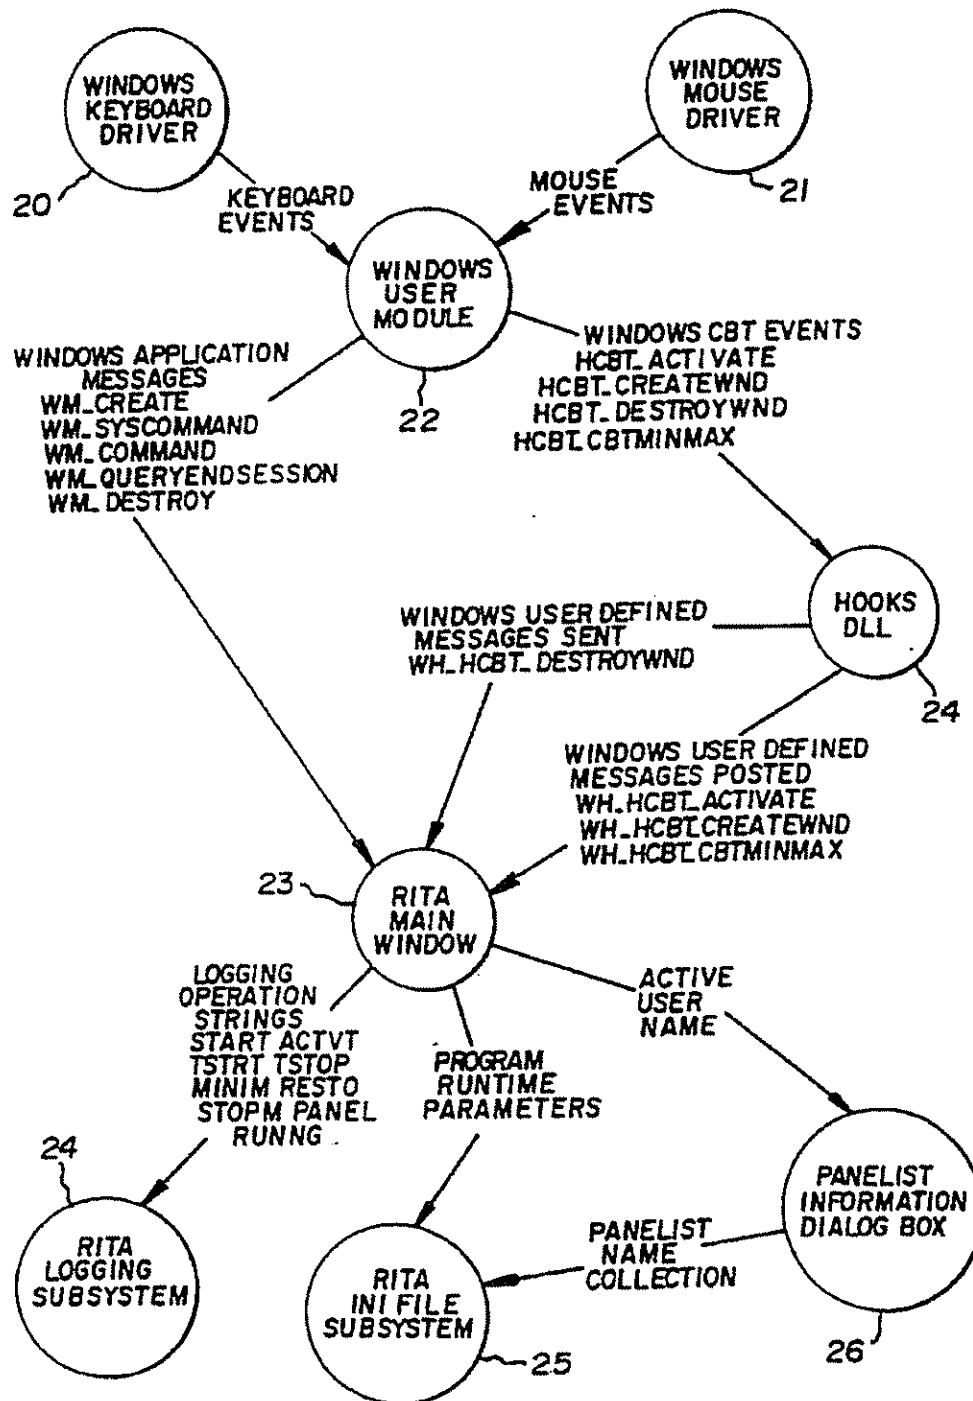 WINDOWS
KEYBOARD
DRIVER
20
WINDOWS
MOUSE
DRIVER
21
KEYBOARD
EVENTS
MOUSE
EVENTS
WINDOWS
USER
MODULE
22
WINDOWS APPLICATION
MESSAGES
WM_CREATE
WM_SYSCOMMAND
WM_COMMAND
WM_QUERYENDSESSION
WM_DESTROY
WINDOWS CBT EVENTS
HCBT_ACTIVATE
HCBT_CREATEWND
HCBT_DESTROYWND
HCBT_CBTMINMAX
HOOKS
DLL
24
WINDOWS USER DEFINED
MESSAGES SENT
WH_HCBT_DESTROYWND
WINDOWS USER DEFINED
MESSAGES POSTED
WH_HCBT_ACTIVATE
WH_HCBT_CREATEWND
WH_HCBT_CBTMINMAX
23
RITA
MAIN
WINDOW
LOGGING
OPERATION
STRINGS
START ACTVT
TSTRT TSTOP
MINIM RESTO
STOPM PANEL
RUNNG
PROGRAM
RUNTIME
PARAMETERS
ACTIVE
USER
NAME
24
RITA
LOGGING
SUBSYSTEM
RITA
INI FILE
SUBSYSTEM
25
PANELIST
NAME
COLLECTION
PANELIST
INFORMATION
DIALOG BOX
26